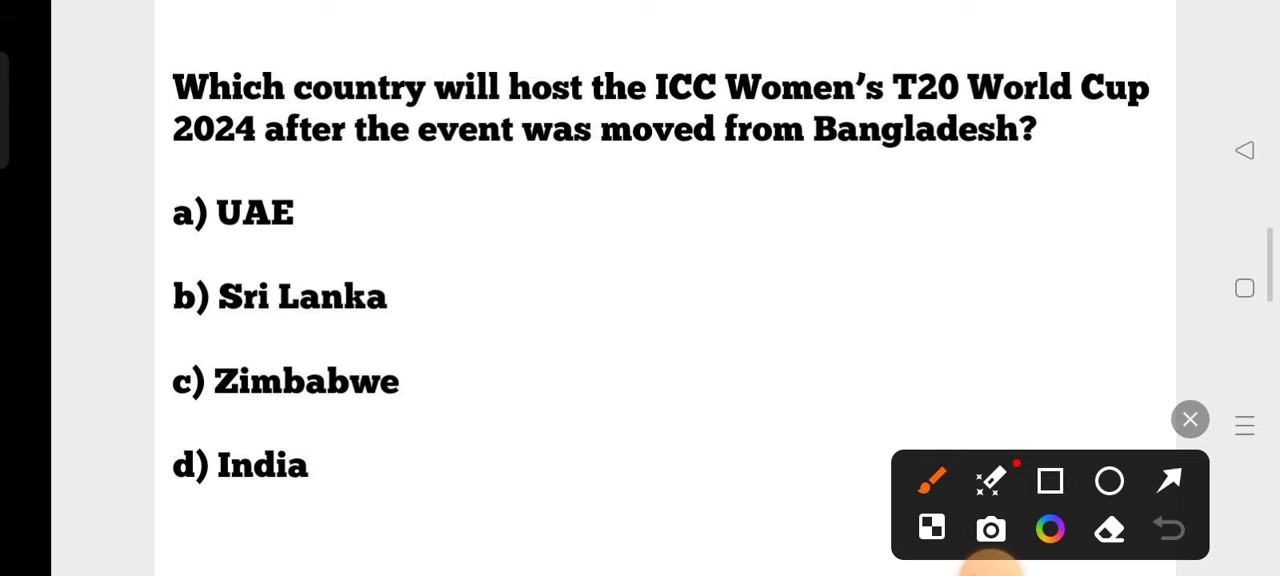 Which country will host the ICC Women’s T20 World Cup
2024 after the event was moved from Bangladesh?
a) UAE
b) Sri Lanka
c) Zimbabwe
d) India